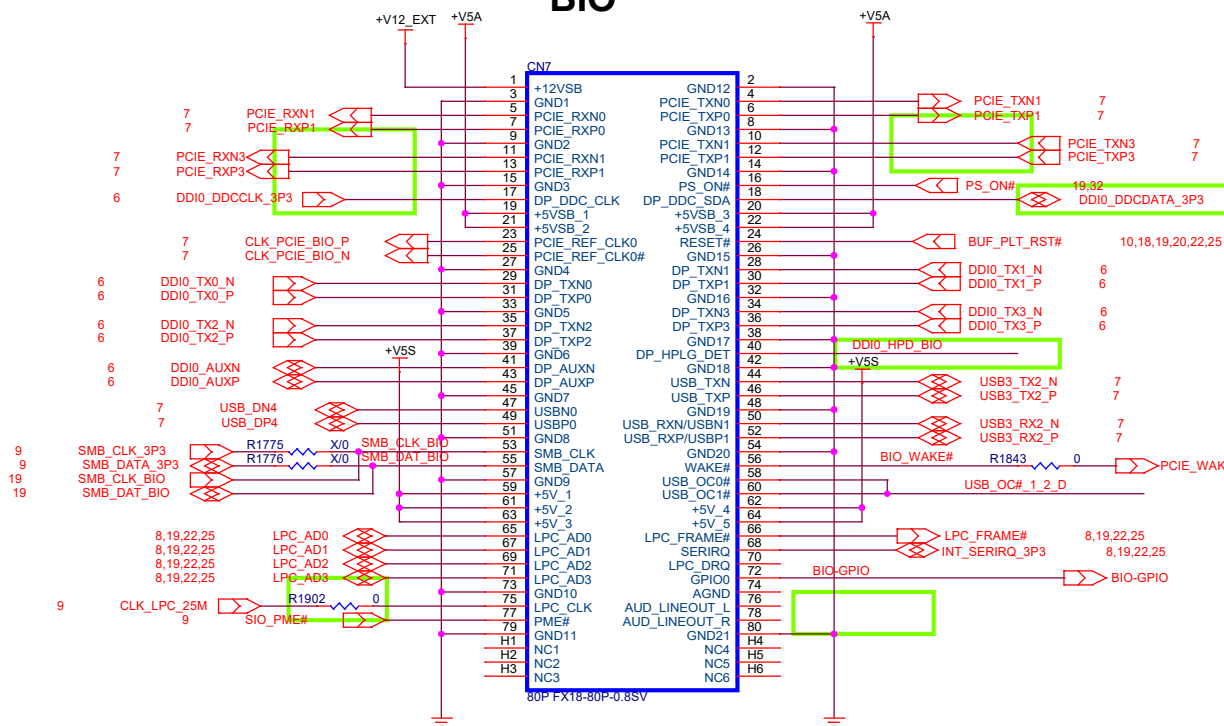 BIO
+V12_EXT +V5A +V5A
CN7
1 +12VSB GND12 2
3 GND1 PCIE_TXN0 4 PCIE_TXN1 7
7 PCIE_RXN1 5 PCIE_RXN0 PCIE_TXP0 6 PCIE_TXP1 7
7 PCIE_RXP1 7 PCIE_RXP0 GND13 8
9 GND2 PCIE_TXN1 10 PCIE_TXN3 7
7 PCIE_RXN3 11 PCIE_RXN1 PCIE_TXP1 12 PCIE_TXP3 7
7 PCIE_RXP3 13 PCIE_RXP1 GND14 14
15 GND3 PS_ON# 16 PS_ON# 19,32
6 DDI0_DDCCLK_3P3 17 DP_DDC_CLK DP_DDC_SDA 18 DDI0_DDCDATA_3P3
19 +5VSB_1 +5VSB_3 20
21 +5VSB_2 +5VSB_4 22
7 CLK_PCIE_BIO_P 23 PCIE_REF_CLK0 RESET# 24 BUF_PLT_RST# 10,18,19,20,22,25
7 CLK_PCIE_BIO_N 25 PCIE_REF_CLK0# GND15 26
27 GND4 DP_TXN1 28 DDI0_TX1_N 6
6 DDI0_TX0_N 29 DP_TXN0 DP_TXP1 30 DDI0_TX1_P 6
6 DDI0_TX0_P 31 DP_TXP0 GND16 32
33 GND5 DP_TXN3 34 DDI0_TX3_N 6
6 DDI0_TX2_N 35 DP_TXN2 DP_TXP3 36 DDI0_TX3_P 6
6 DDI0_TX2_P 37 DP_TXP2 GND17 38
+V5S 39 GND6 DP_HPLG_DET 40 DDI0_HPD_BIO
6 DDI0_AUXN 41 DP_AUXN GND18 42 +V5S
6 DDI0_AUXP 43 DP_AUXP USB_TXN 44 USB3_TX2_N 7
45 GND7 USB_TXP 46 USB3_TX2_P 7
7 USB_DN4 47 USBN0 GND19 48
7 USB_DP4 49 USBP0 USB_RXN/USBN1 50 USB3_RX2_N 7
51 GND8 USB_RXP/USBP1 52 USB3_RX2_P 7
9 SMB_CLK_3P3 R1775 X/0 SMB_CLK_BIO 53 SMB_CLK GND20 54
9 SMB_DATA_3P3 R1776 X/0 SMB_DAT_BIO 55 SMB_DATA WAKE# 56 BIO_WAKE# R1843 0 PCIE_WAK
19 SMB_CLK_BIO 57 GND9 USB_OC0# 58
19 SMB_DAT_BIO 59 +5V_1 USB_OC1# 60 USB_OC#_1_2_D
61 +5V_2 +5V_4 62
63 +5V_3 +5V_5 64
8,19,22,25 LPC_AD0 65 LPC_AD0 LPC_FRAME# 66 LPC_FRAME# 8,19,22,25
8,19,22,25 LPC_AD1 67 LPC_AD1 SERIRQ 68 INT_SERIRQ_3P3 8,19,22,25
8,19,22,25 LPC_AD2 69 LPC_AD2 LPC_DRQ 70
8,19,22,25 LPC_AD3 71 LPC_AD3 GPIO0 72 BIO-GPIO BIO-GPIO
73 GND10 AGND 74
9 CLK_LPC_25M R1902 0 75 LPC_CLK AUD_LINEOUT_L 76
9 SIO_PME# 77 PME# AUD_LINEOUT_R 78
79 GND11 GND21 80
H1 NC1 NC4 H4
H2 NC2 NC5 H5
H3 NC3 NC6 H6
80P FX18-80P-0.8SV